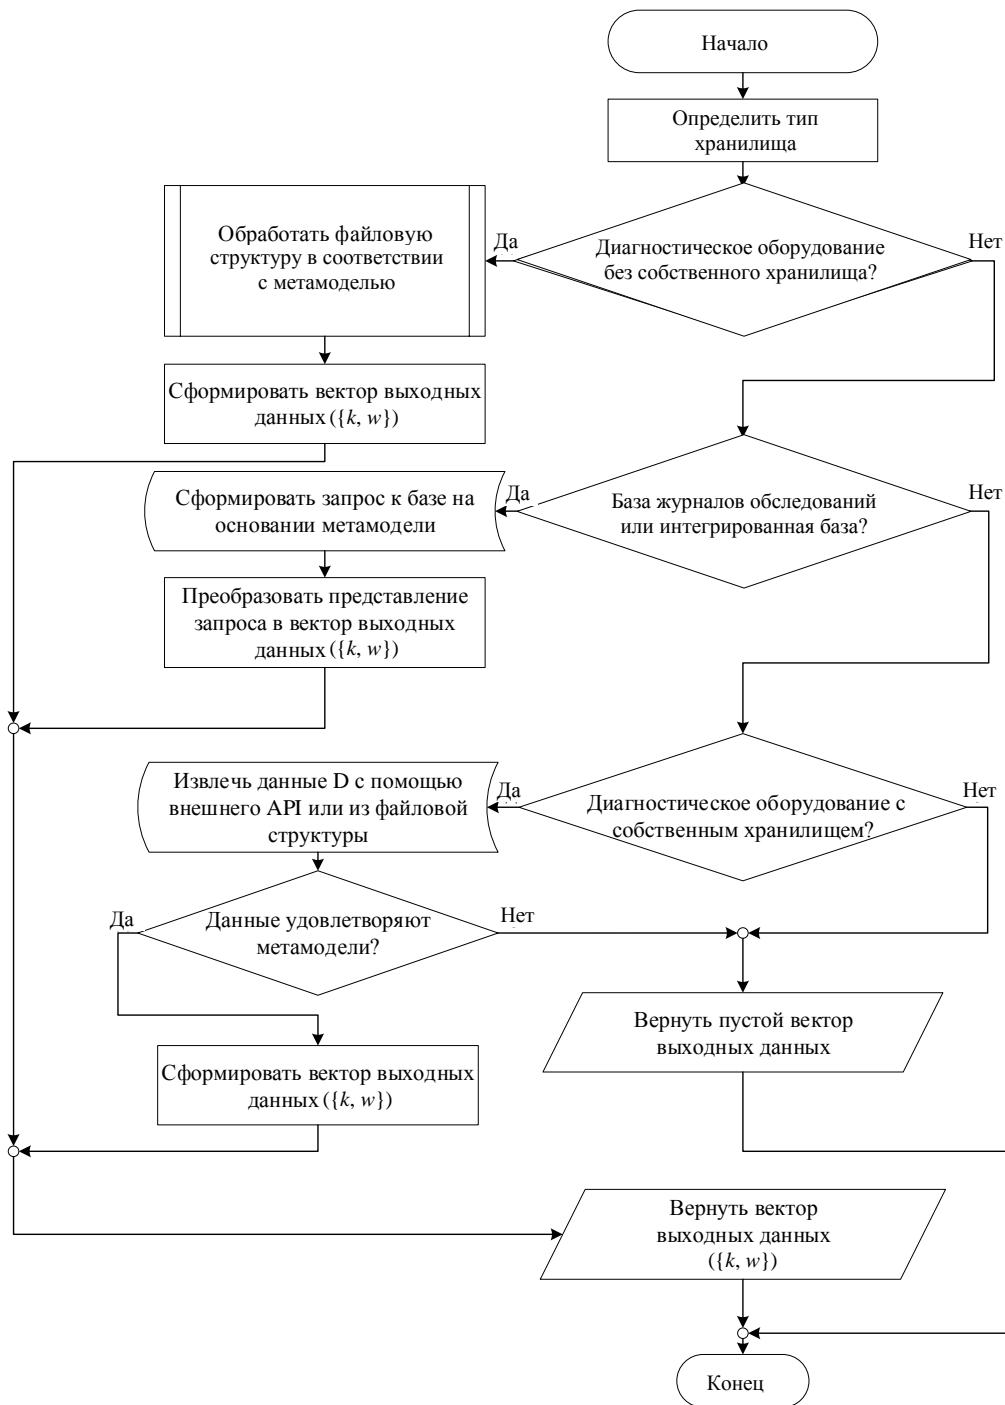 Начало
Определить тип
хранилища
Диагностическое оборудование
без собственного хранилища?
Да
Нет
Обработать файловую
структуру в соответствии
с метамоделью
Сформировать вектор выходных
данных ({k, w})
База журналов обследований
или интегрированная база?
Да
Нет
Сформировать запрос к базе на
основании метамодели
Преобразовать представление
запроса в вектор выходных
данных ({k, w})
Диагностическое оборудование с
собственным хранилищем?
Да
Нет
Извлечь данные D с помощью
внешнего API или из файловой
структуры
Данные удовлетворяют
метамодели?
Да
Нет
Вернуть пустой вектор
выходных данных
Сформировать вектор выходных
данных ({k, w})
Вернуть вектор
выходных данных
({k, w})
Конец